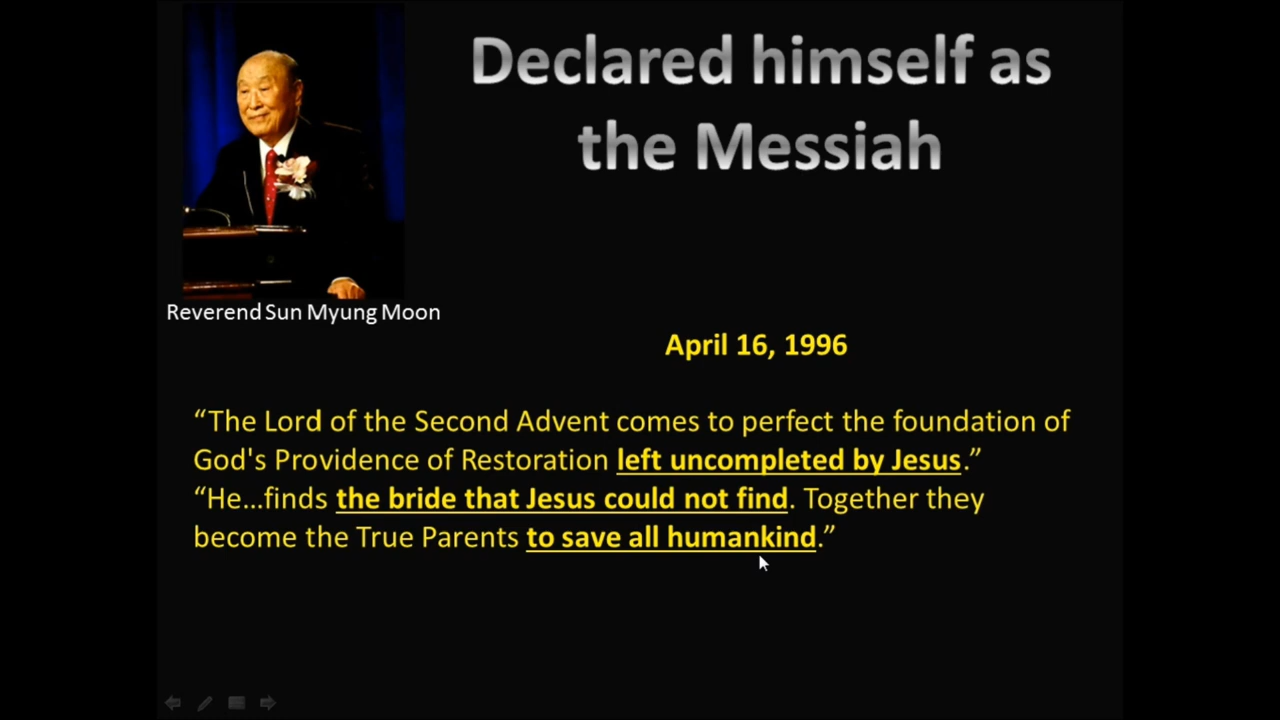 Declared himself as
the Messiah
Reverend Sun Myung Moon
April 16, 1996
“The Lord of the Second Advent comes to perfect the foundation of
God's Providence of Restoration left uncompleted by Jesus.”
“He…finds the bride that Jesus could not find. Together they
become the True Parents to save all humankind.”